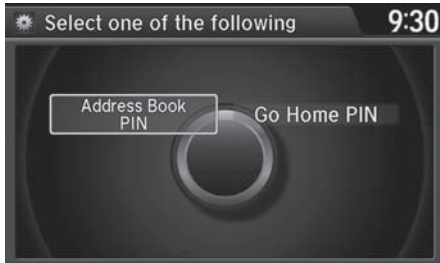 Select one of the following
9:30
Address Book
PIN
Go Home PIN